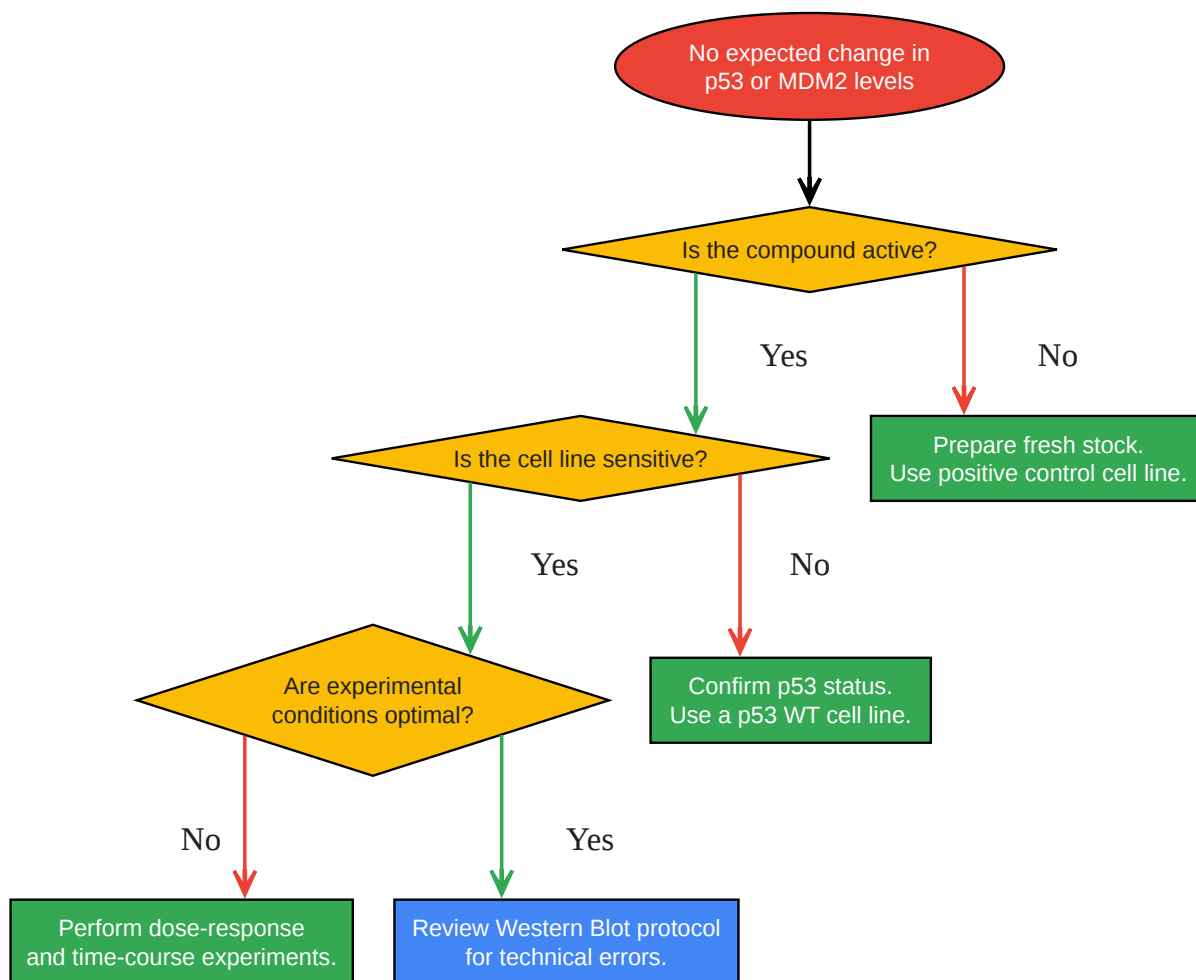 No expected change in
p53 or MDM2 levels
Is the compound active?
Yes
No
Is the cell line sensitive?
Prepare fresh stock.
Use positive control cell line.
Yes
No
Are experimental
conditions optimal?
Confirm p53 status.
Use a p53 WT cell line.
No
Yes
Perform dose-response
and time-course experiments.
Review Western Blot protocol
for technical errors.